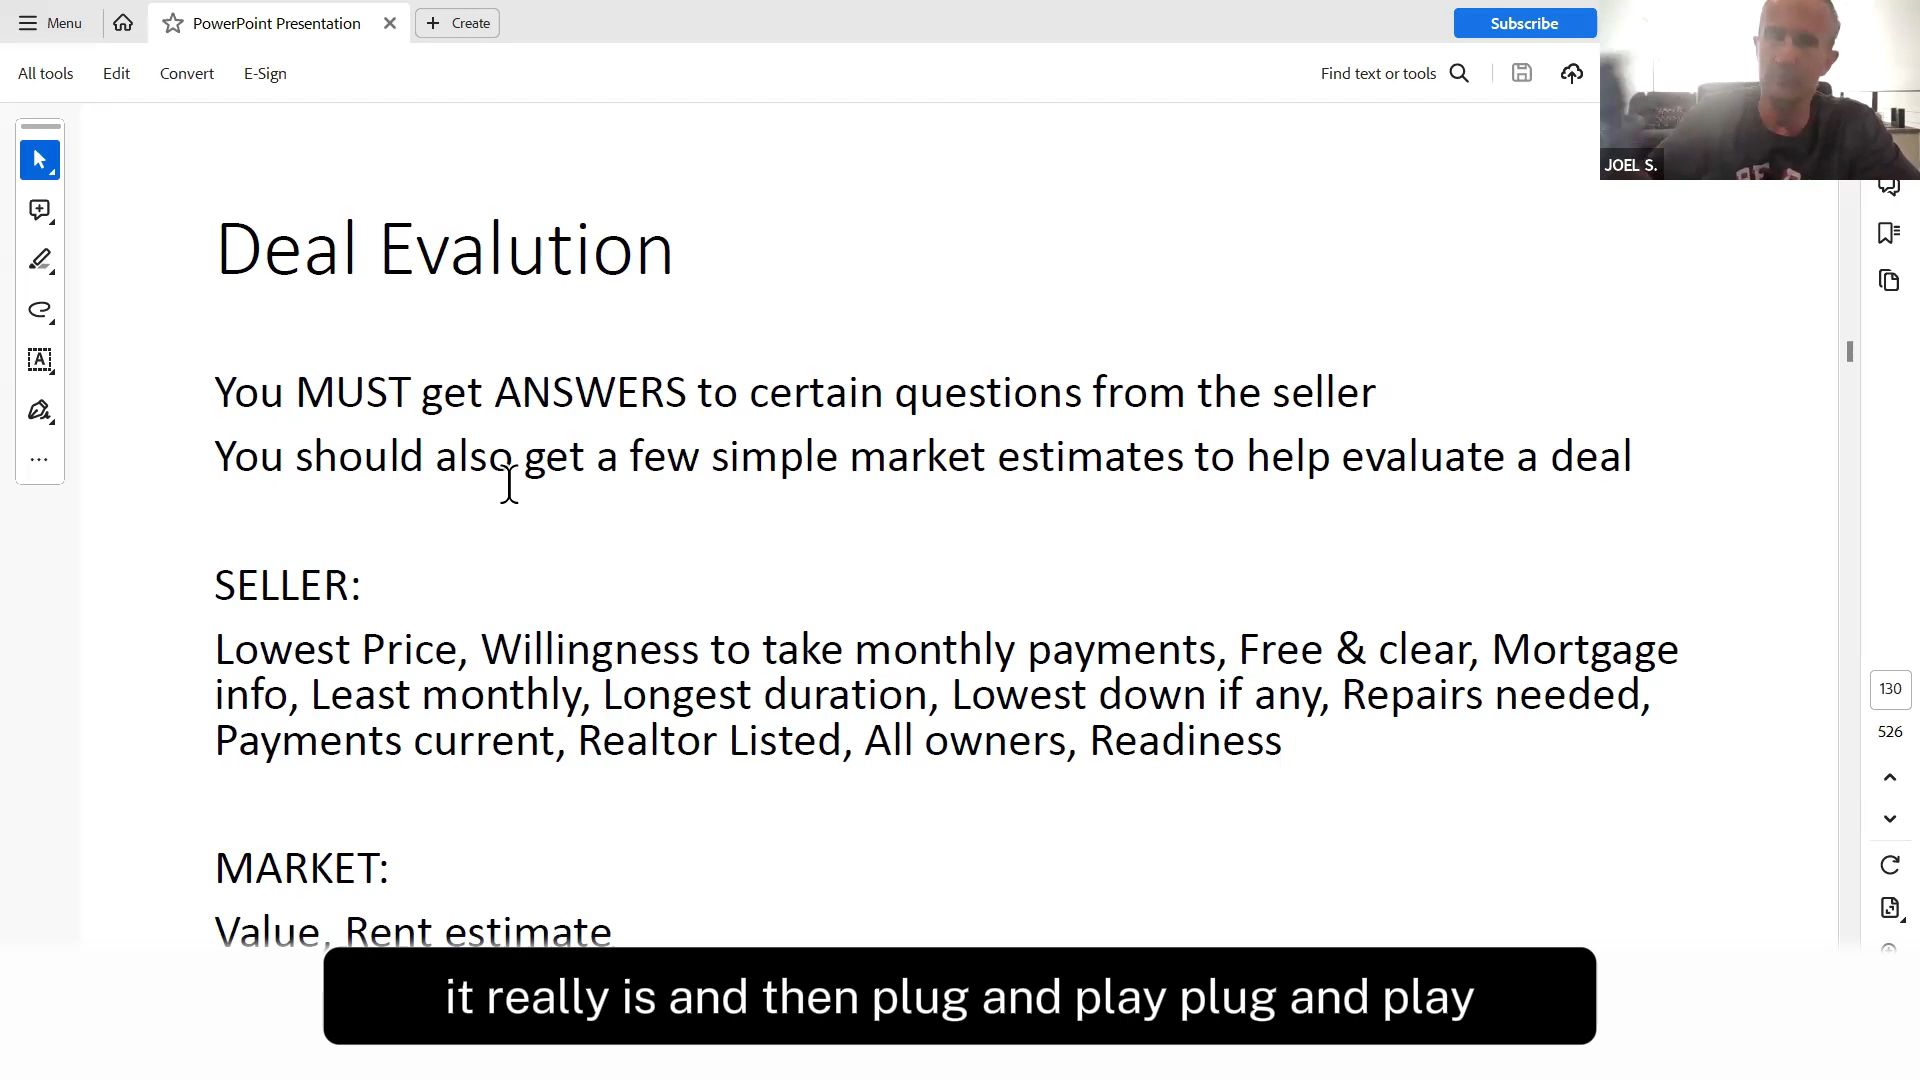 Menu
PowerPoint Presentation
Create
Subscribe
All tools
Edit
Convert
E-Sign
Find text or tools
JOEL S.
Deal Evalution
You MUST get ANSWERS to certain questions from the seller
You should also get a few simple market estimates to help evaluate a deal
SELLER:
Lowest Price, Willingness to take monthly payments, Free & clear, Mortgage
info, Least monthly, Longest duration, Lowest down if any, Repairs needed,
Payments current, Realtor Listed, All owners, Readiness
MARKET:
Value, Rent estimate
130
526
it really is and then plug and play plug and play